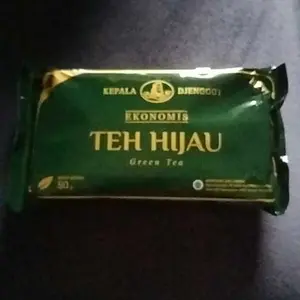 KEPALA DJENGGOT
EKONOMIS
TEH HIJAU
Green Tea